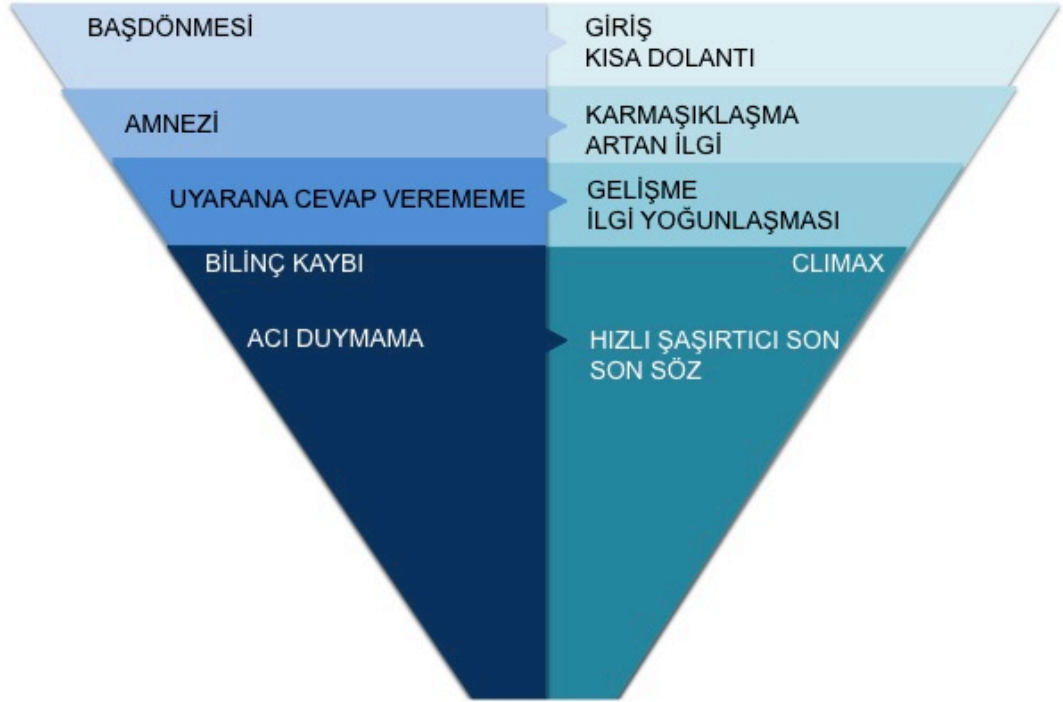 BAŞDÖNMESİ
GİRİŞ
KISA DOLANTI
AMNEZİ
KARMAŞIKLAŞMA
ARTAN İLGİ
UYARANA CEVAP VEREMEME
GELİŞME
İLGİ YOĞUNLAŞMASI
BİLİNÇ KAYBI
CLIMAX
ACI DUYMAMA
HIZLI ŞAŞIRTICI SON
SON SÖZ